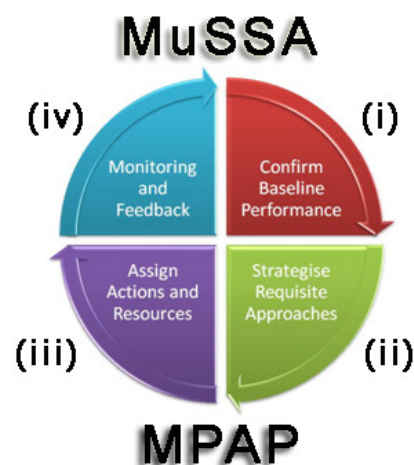 MuSSA
(iv)
(i)
Monitoring
and
Feedback
Confirm
Baseline
Performance
Assign
Actions and
Resources
Strategise
Requisite
Approaches
(iii)
(ii)
MPAP